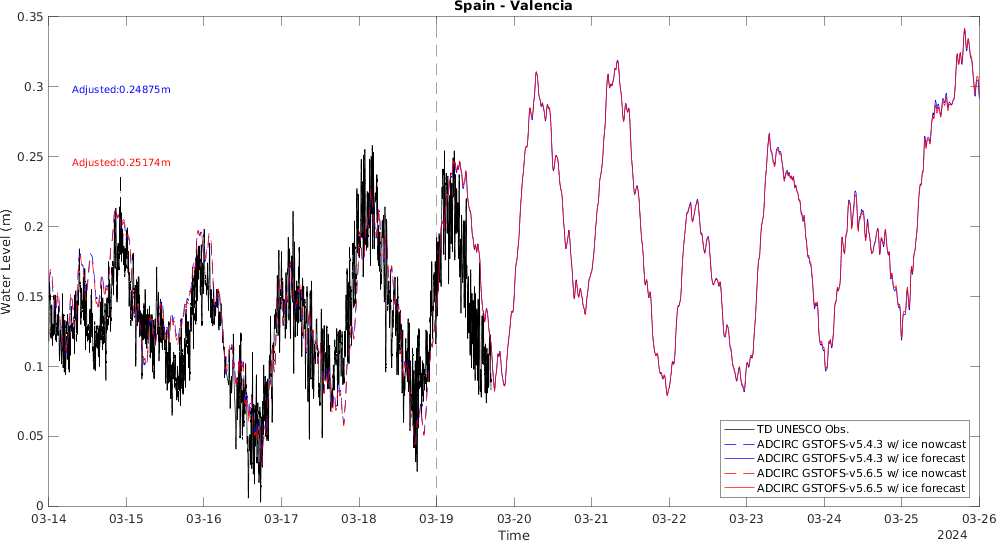 Spain - Valencia
0.35
0.3
0.25
0.2
0.15
0.1
0.05
0
Water Level (m)
Adjusted:0.24875m
Adjusted:0.25174m
TD UNESCO Obs.
ADCIRC GSTOFS-v5.4.3 w/ ice nowcast
ADCIRC GSTOFS-v5.4.3 w/ ice forecast
ADCIRC GSTOFS-v5.6.5 w/ ice nowcast
ADCIRC GSTOFS-v5.6.5 w/ ice forecast
03-14 03-15 03-16 03-17 03-18 03-19 03-20 03-21 03-22 03-23 03-24 03-25 03-26
Time
2024